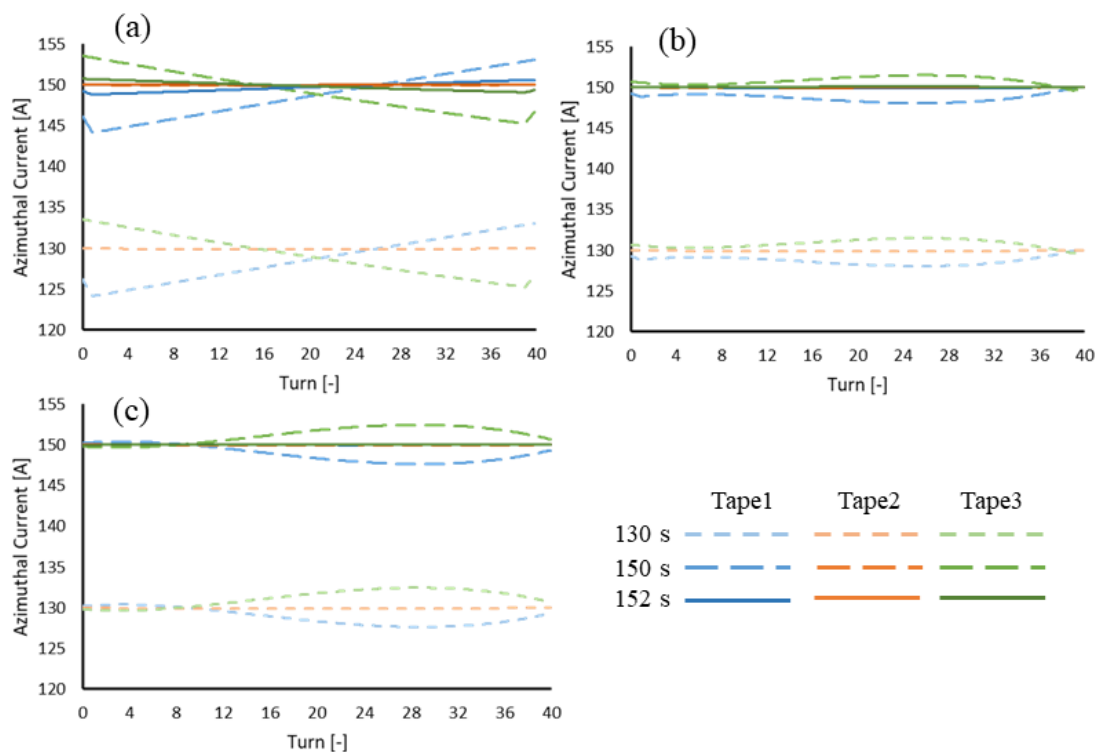 (a)
155
150
145
140
135
130
125
120
Azimuthal Current [A]
0 4 8 12 16 20 24 28 32 36 40
Turn [-]
(b)
155
150
145
140
135
130
125
120
Azimuthal Current [A]
0 4 8 12 16 20 24 28 32 36 40
Turn [-]
(c)
155
150
145
140
135
130
125
120
Azimuthal Current [A]
0 4 8 12 16 20 24 28 32 36 40
Turn [-]
Tape1 Tape2 Tape3
130 s
150 s
152 s